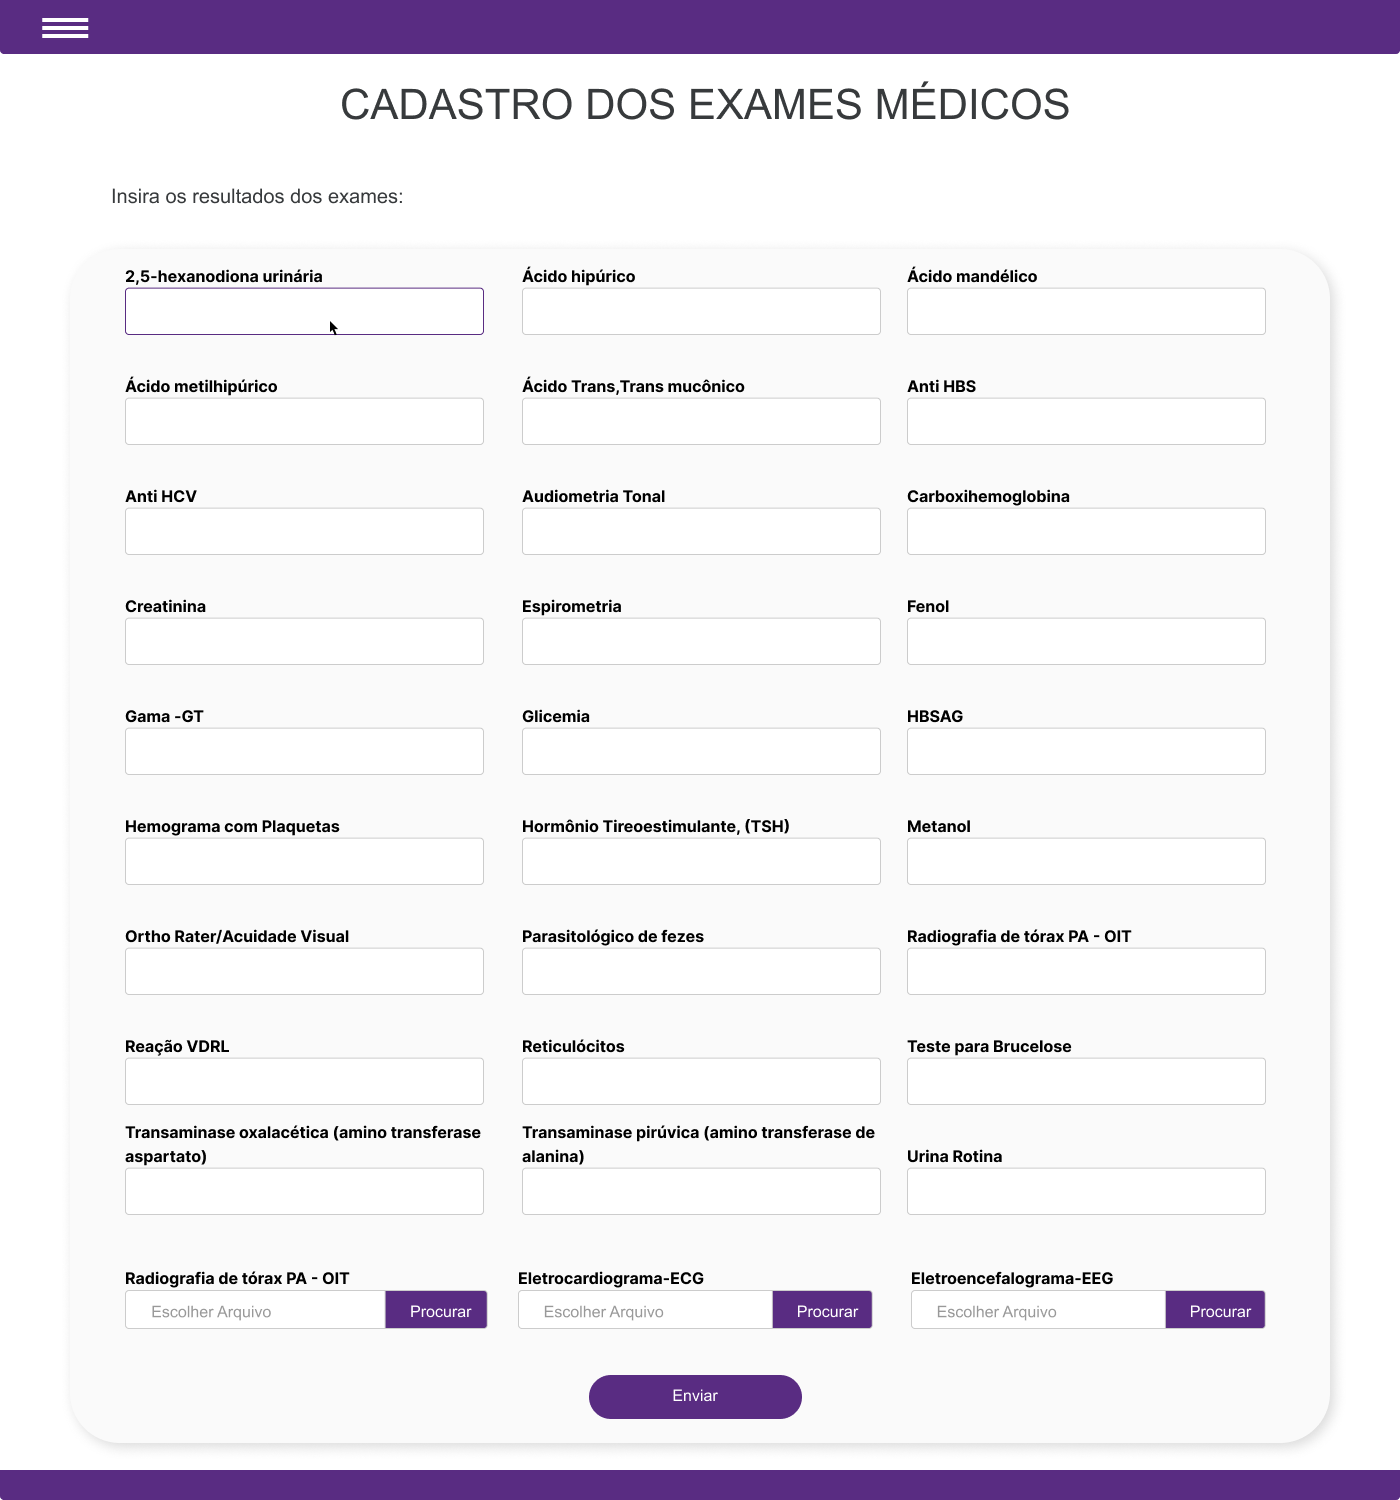 CADASTRO DOS EXAMES MÉDICOS
Insira os resultados dos exames:
2,5-hexanodiona urinária
Ácido hipúrico
Ácido mandélico
Ácido metilhipúrico
Ácido Trans,Trans mucônico
Anti HBS
Anti HCV
Audiometria Tonal
Carboxihemoglobina
Creatinina
Espirometria
Fenol
Gama -GT
Glicemia
HBSAG
Hemograma com Plaquetas
Hormônio Tireoestimulante, (TSH)
Metanol
Ortho Rater/Acuidade Visual
Parasitológico de fezes
Radiografia de tórax PA - OIT
Reação VDRL
Reticulócitos
Teste para Brucelose
Transaminase oxalacética (amino transferase
aspartato)
Transaminase pirúvica (amino transferase de
alanina)
Urina Rotina
Radiografia de tórax PA - OIT
Escolher Arquivo
Procurar
Eletrocardiograma-ECG
Escolher Arquivo
Procurar
Eletroencefalograma-EEG
Escolher Arquivo
Procurar
Enviar